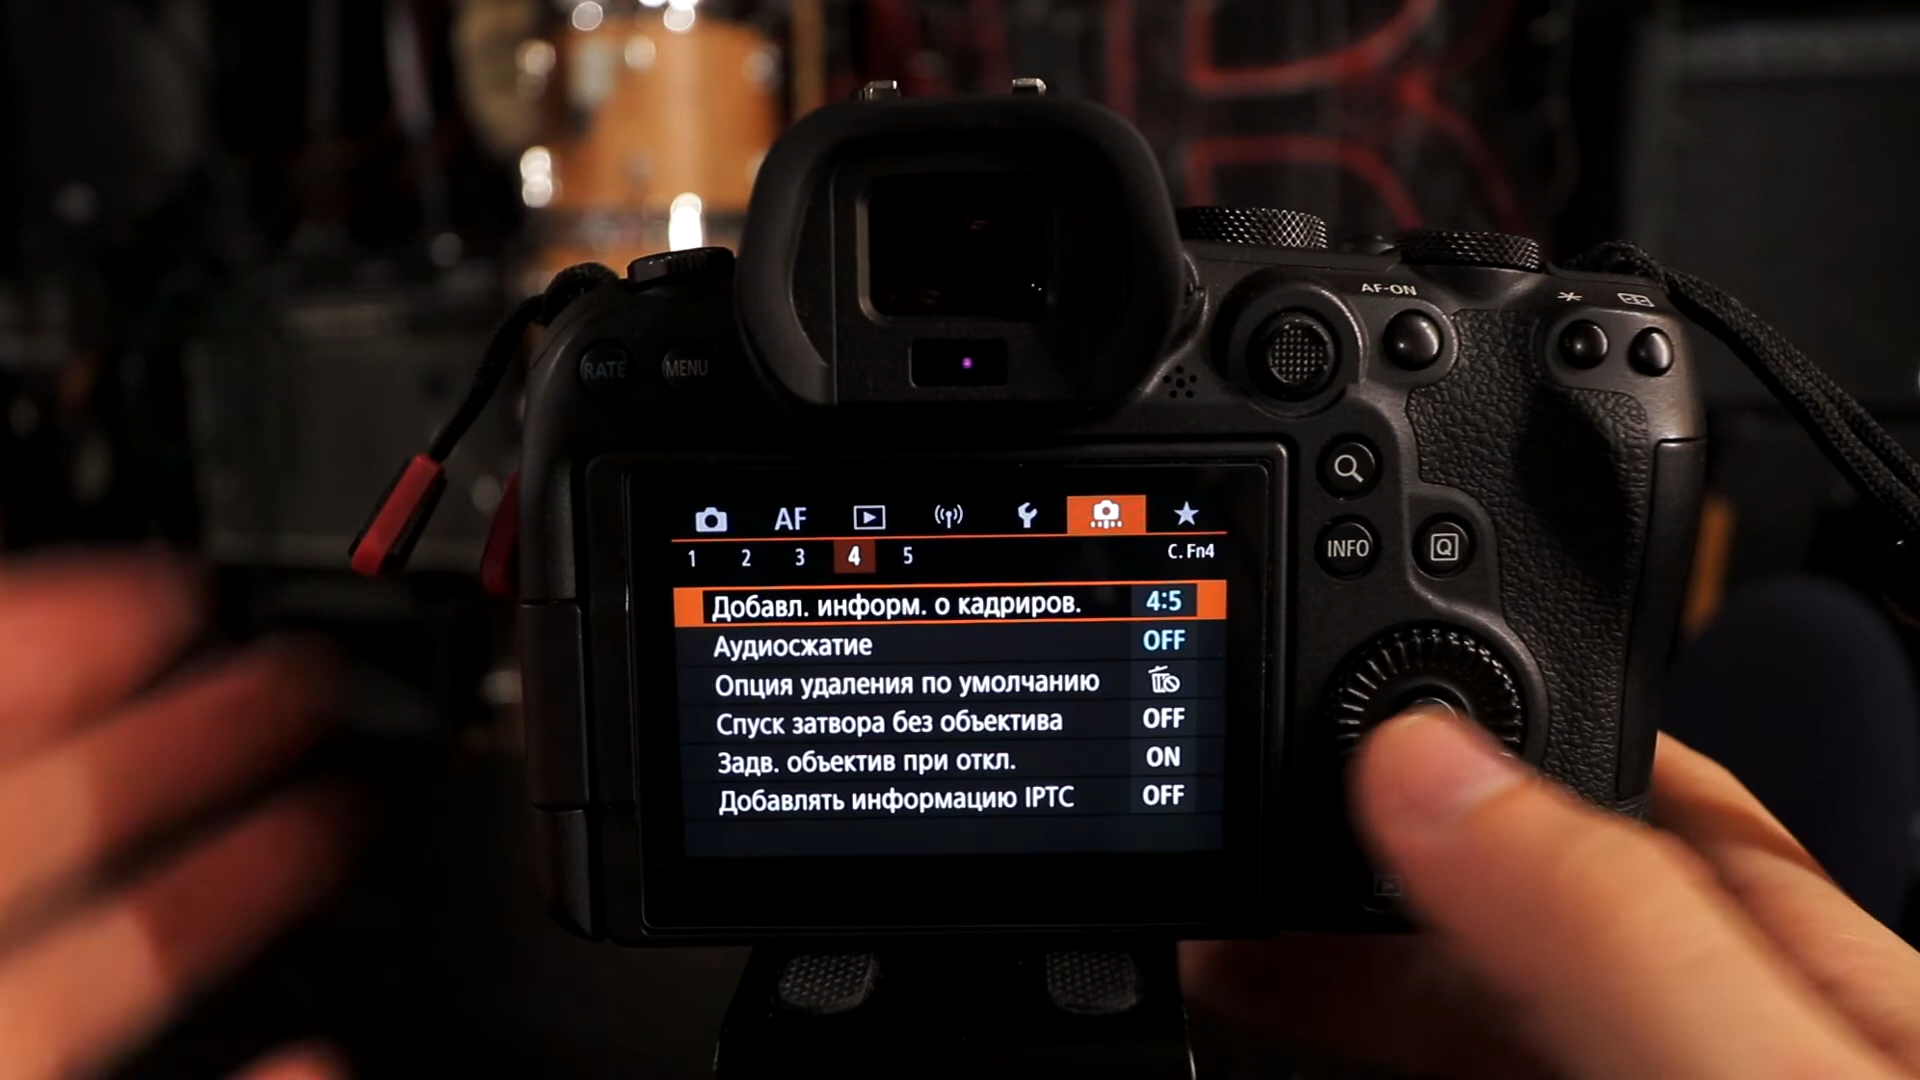 AF-ON
RATE
MENU
INFO
Q
AF
1 2 3 4 5 C.Fn4
Добавл. информ. о кадриров. 4:5
Аудиосжатие OFF
Опция удаления по умолчанию
Спуск затвора без объектива OFF
Задв. объектив при откл. ON
Добавлять информацию IPTC OFF